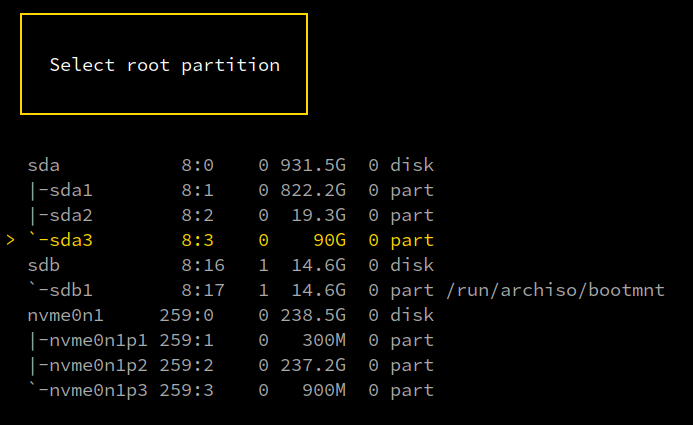 Select root partition
sda 8:0 0 931.5G 0 disk
|-sda1 8:1 0 822.2G 0 part
|-sda2 8:2 0 19.3G 0 part
> `-sda3 8:3 0 90G 0 part
sdb 8:16 1 14.6G 0 disk
`-sdb1 8:17 1 14.6G 0 part /run/archiso/bootmnt
nvme0n1 259:0 0 238.5G 0 disk
|-nvme0n1p1 259:1 0 300M 0 part
|-nvme0n1p2 259:2 0 237.2G 0 part
`-nvme0n1p3 259:3 0 900M 0 part